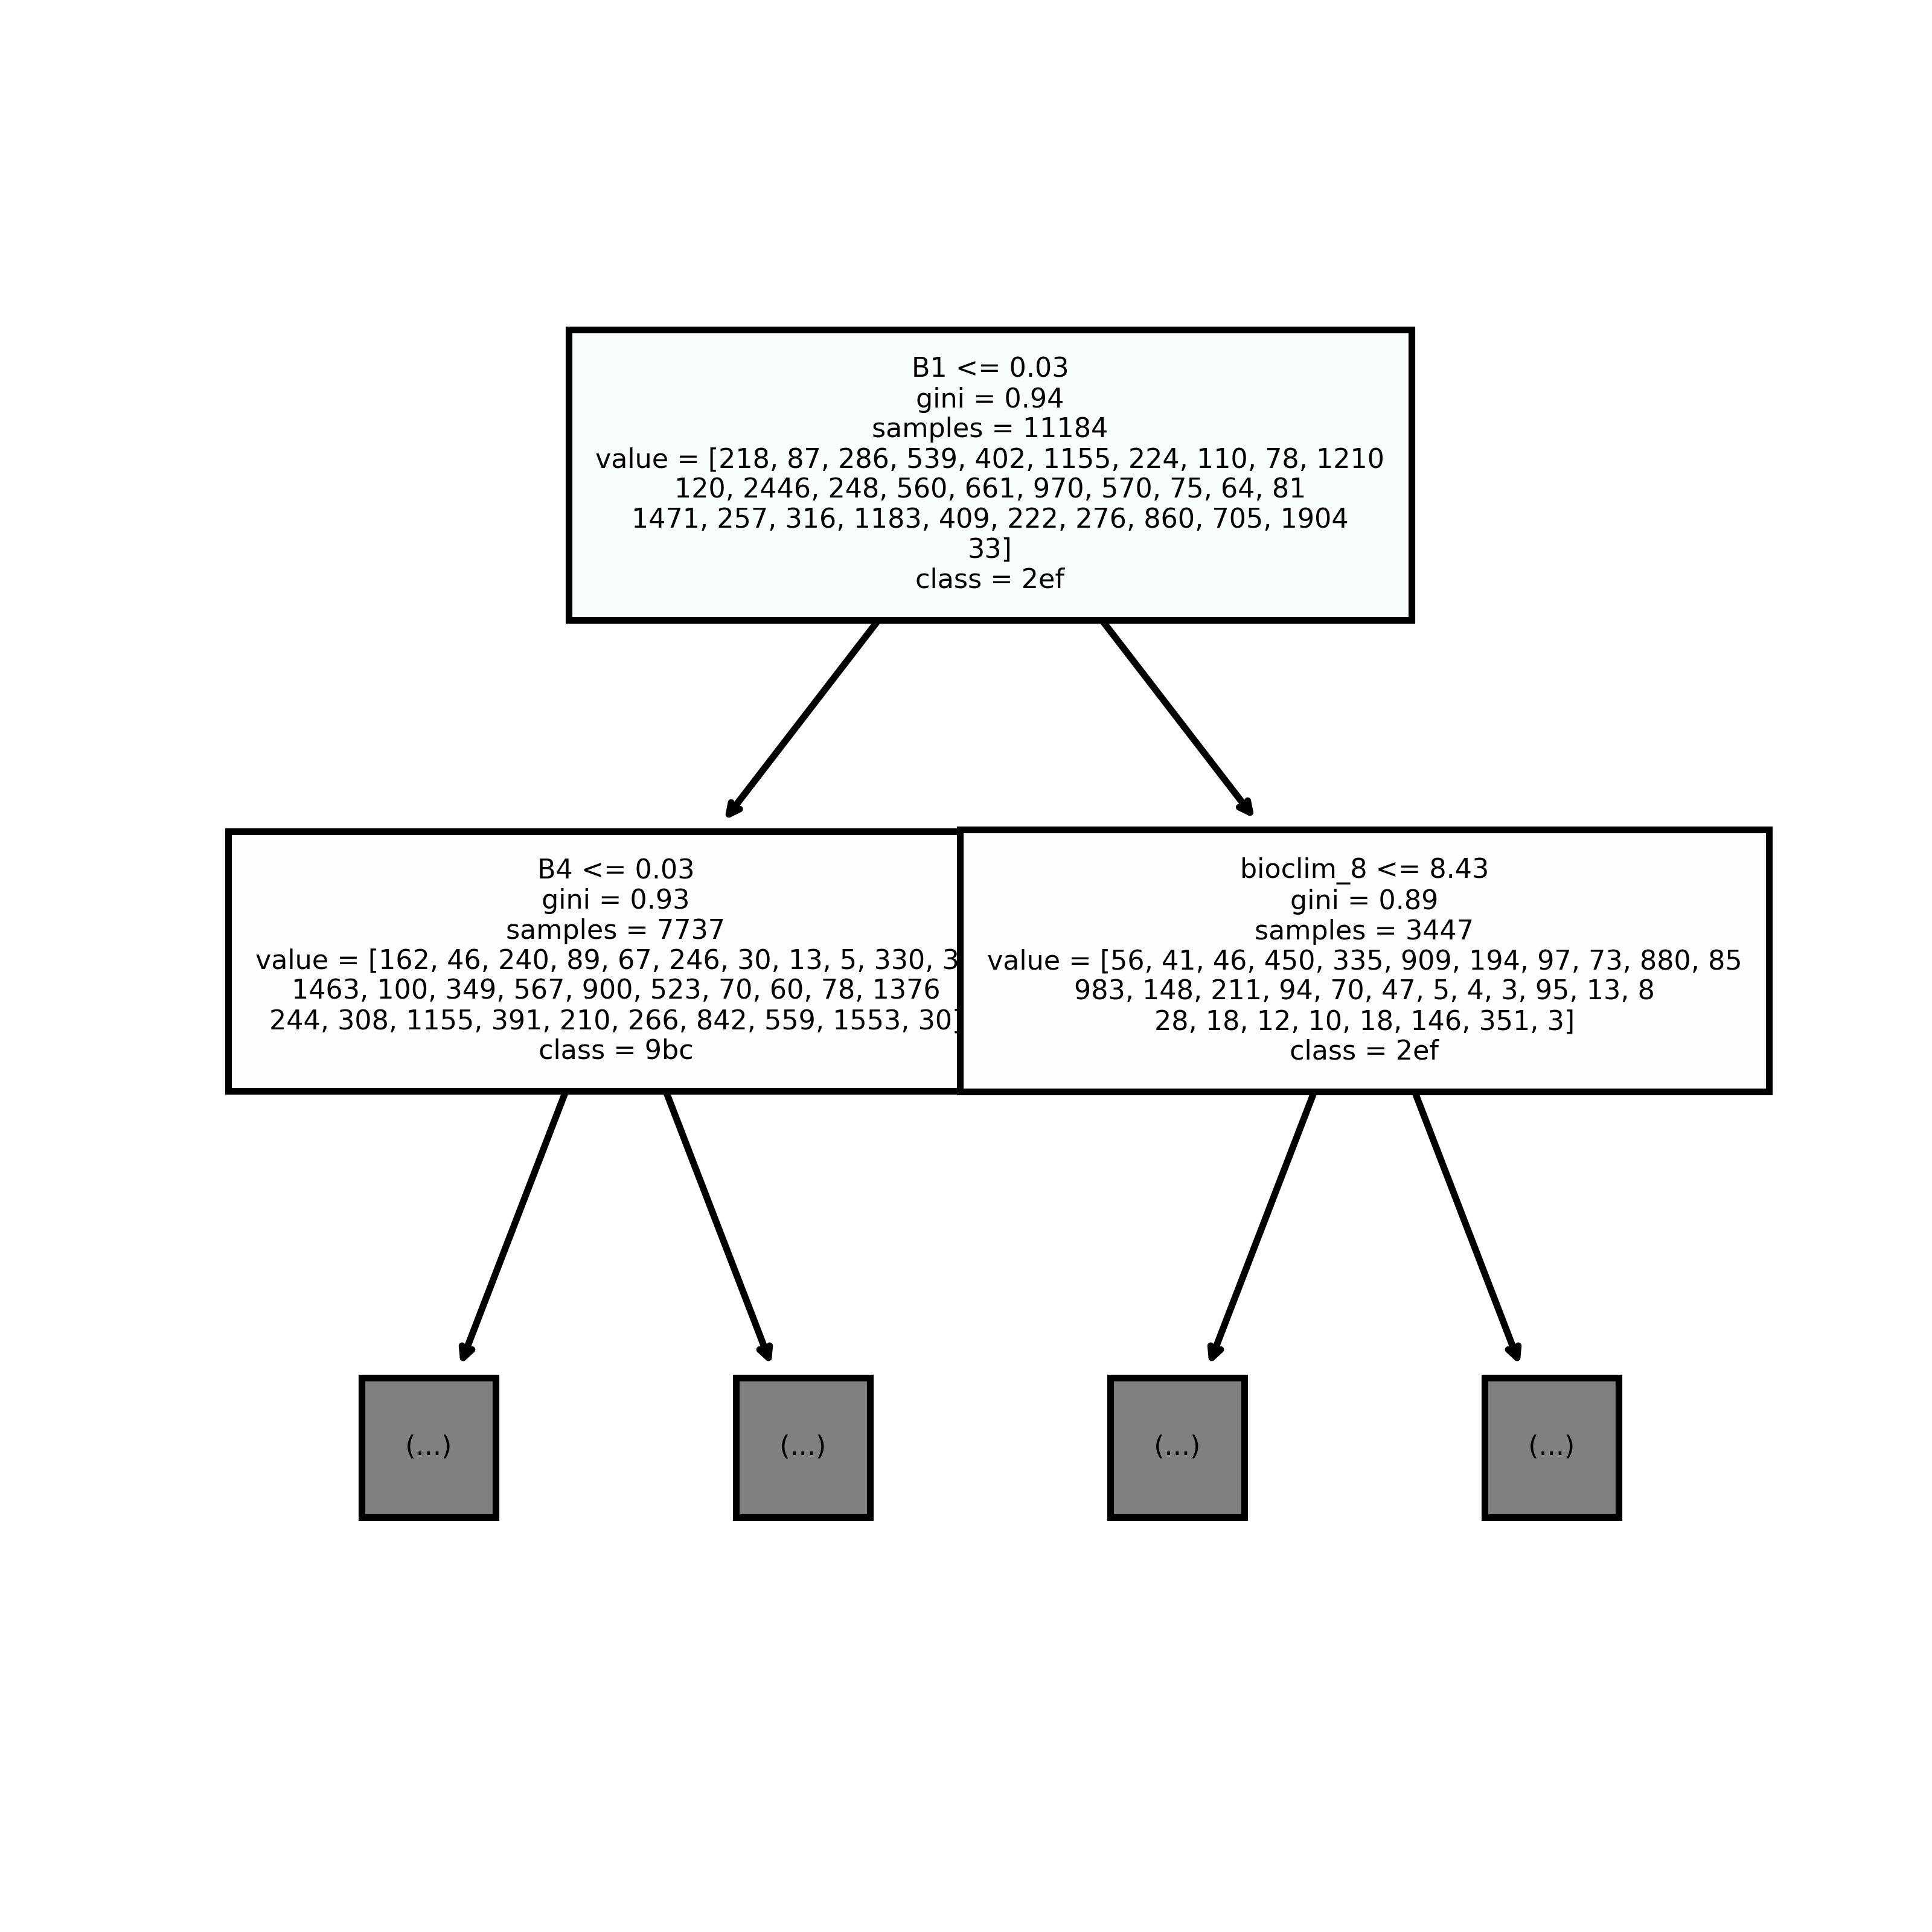 B1 <= 0.03
gini = 0.94
samples = 11184
value = [218, 87, 286, 539, 402, 1155, 224, 110, 78, 1210
120, 2446, 248, 560, 661, 970, 570, 75, 64, 81
1471, 257, 316, 1183, 409, 222, 276, 860, 705, 1904
33]
class = 2ef
B4 <= 0.03
gini = 0.93
samples = 7737
value = [162, 46, 240, 89, 67, 246, 30, 13, 5, 330,
1463, 100, 349, 567, 900, 523, 70, 60, 78, 1376
244, 308, 1155, 391, 210, 266, 842, 559, 1553, 30]
class = 9bc
bioclim_8 <= 8.43
gini = 0.89
samples = 3447
value = [56, 41, 46, 450, 335, 909, 194, 97, 73, 880, 85
983, 148, 211, 94, 70, 47, 5, 4, 3, 95, 13, 8
28, 18, 12, 10, 18, 146, 351, 3]
class = 2ef
(...)
(...)
(...)
(...)